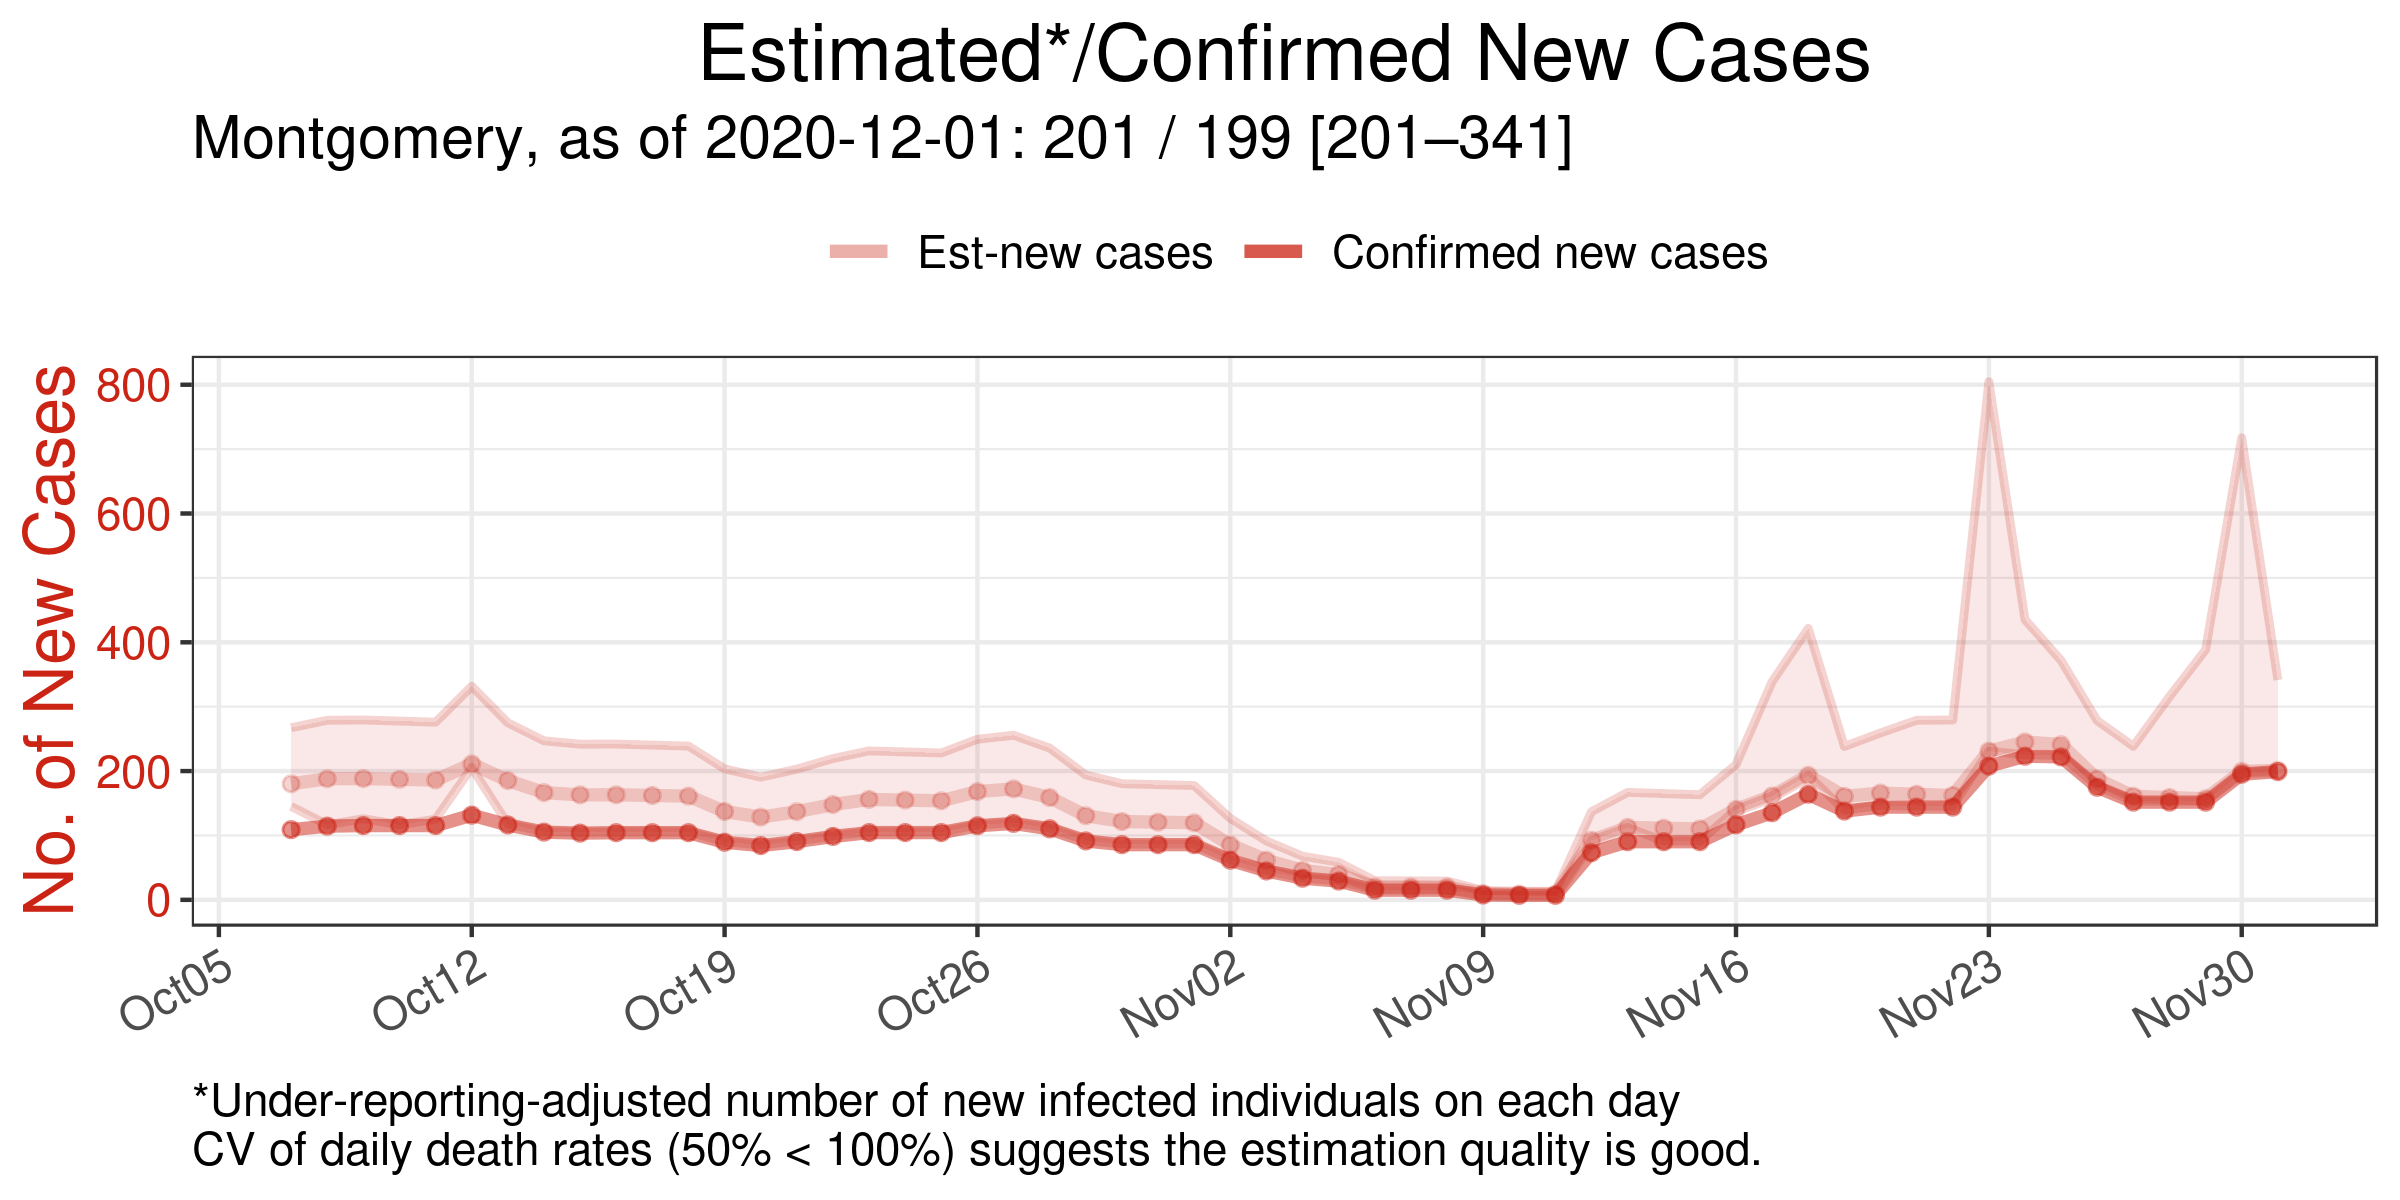 Estimated*/Confirmed New Cases
Montgomery, as of 2020-12-01: 201 / 199 [201–341]
Est-new cases
Confirmed new cases
No. of New Cases
800
600
400
200
0
Oct05
Oct12
Oct19
Oct26
Nov02
Nov09
Nov16
Nov23
Nov30
*Under-reporting-adjusted number of new infected individuals on each day
CV of daily death rates (50% < 100%) suggests the estimation quality is good.